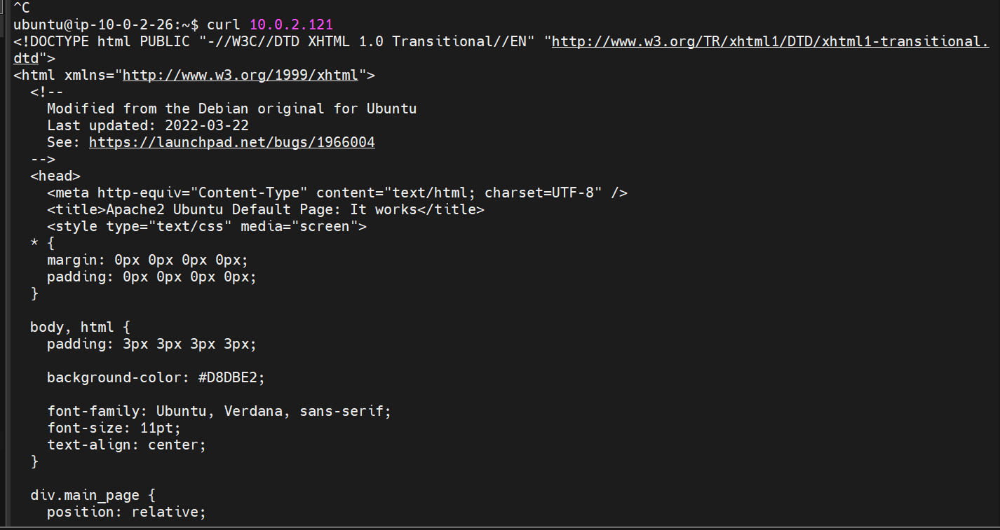 ^C
ubuntu@ip-10-0-2-26:~$ curl 10.0.2.121
<!DOCTYPE html PUBLIC "-//W3C//DTD XHTML 1.0 Transitional//EN" "http://www.w3.org/TR/xhtml1/DTD/xhtml1-transitional.
dtd">
<html xmlns="http://www.w3.org/1999/xhtml">
  <!--
    Modified from the Debian original for Ubuntu
    Last updated: 2022-03-22
    See: https://launchpad.net/bugs/1966004
  -->
  <head>
    <meta http-equiv="Content-Type" content="text/html; charset=UTF-8" />
    <title>Apache2 Ubuntu Default Page: It works</title>
    <style type="text/css" media="screen">
  * {
    margin: 0px 0px 0px 0px;
    padding: 0px 0px 0px 0px;
  }

  body, html {
    padding: 3px 3px 3px 3px;

    background-color: #D8DBE2;

    font-family: Ubuntu, Verdana, sans-serif;
    font-size: 11pt;
    text-align: center;
  }

  div.main_page {
    position: relative;